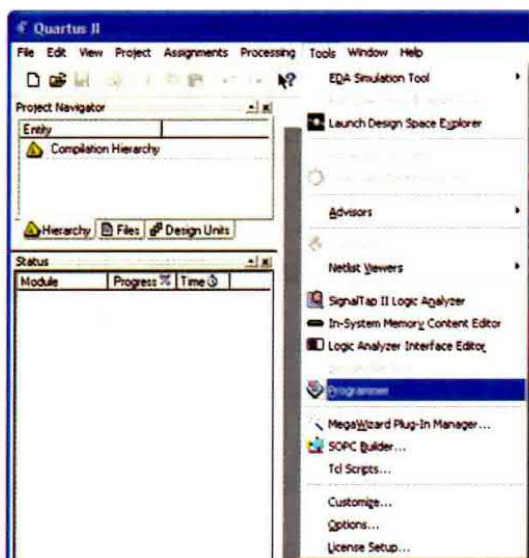 Quartus II
File Edit View Project Assignments Processing Tools Window Help
Project Navigator
Entity
Compilation Hierarchy
Hierarchy Files Design Units
Status
Module Progress % Time
EDA Simulation Tool
Launch Design Space Explorer
Advisors
Netlist Viewers
SignalTap II Logic Analyzer
In-System Memory Content Editor
Logic Analyzer Interface Editor
Programmer
MegaWizard Plug-In Manager...
SOPC Builder...
Tcl Scripts...
Customize...
Options...
License Setup...